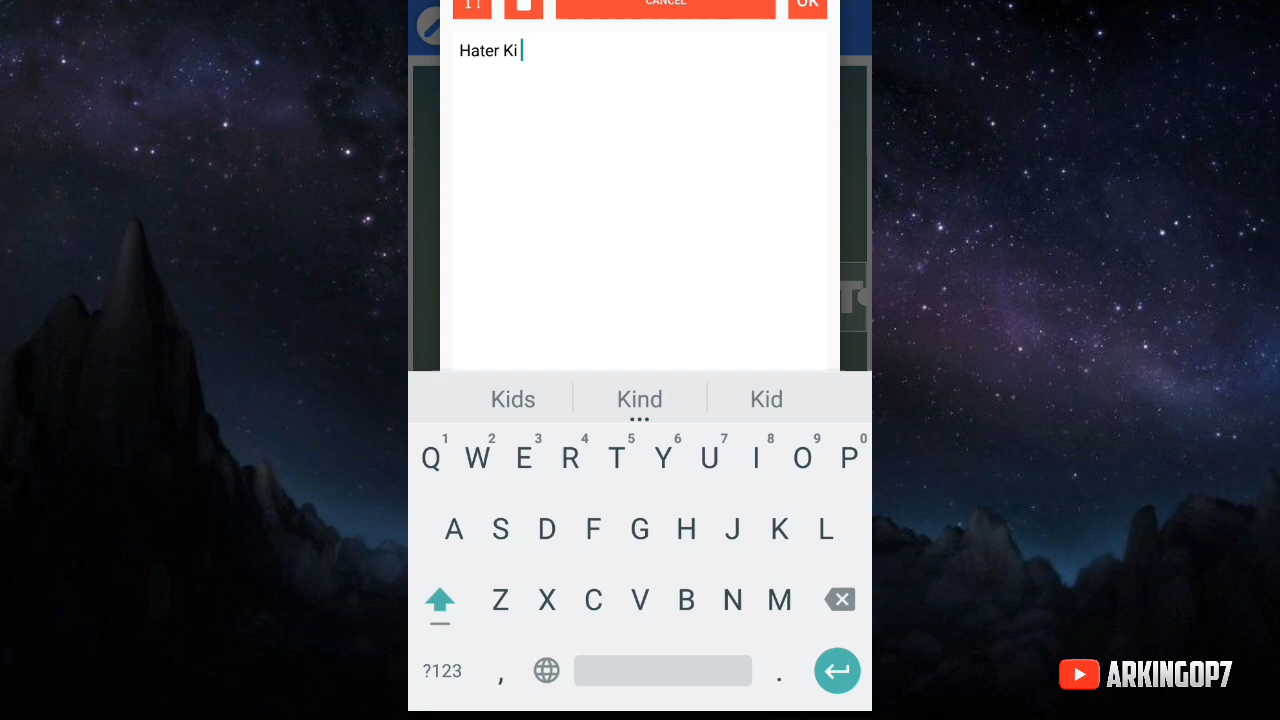 CANCEL
OK
Hater Ki
Kids Kind Kid
1 2 3 4 5 6 7 8 9 0
Q W E R T Y U I O P
A S D F G H J K L
Z X C V B N M
?123 , .
ARKINGOP7